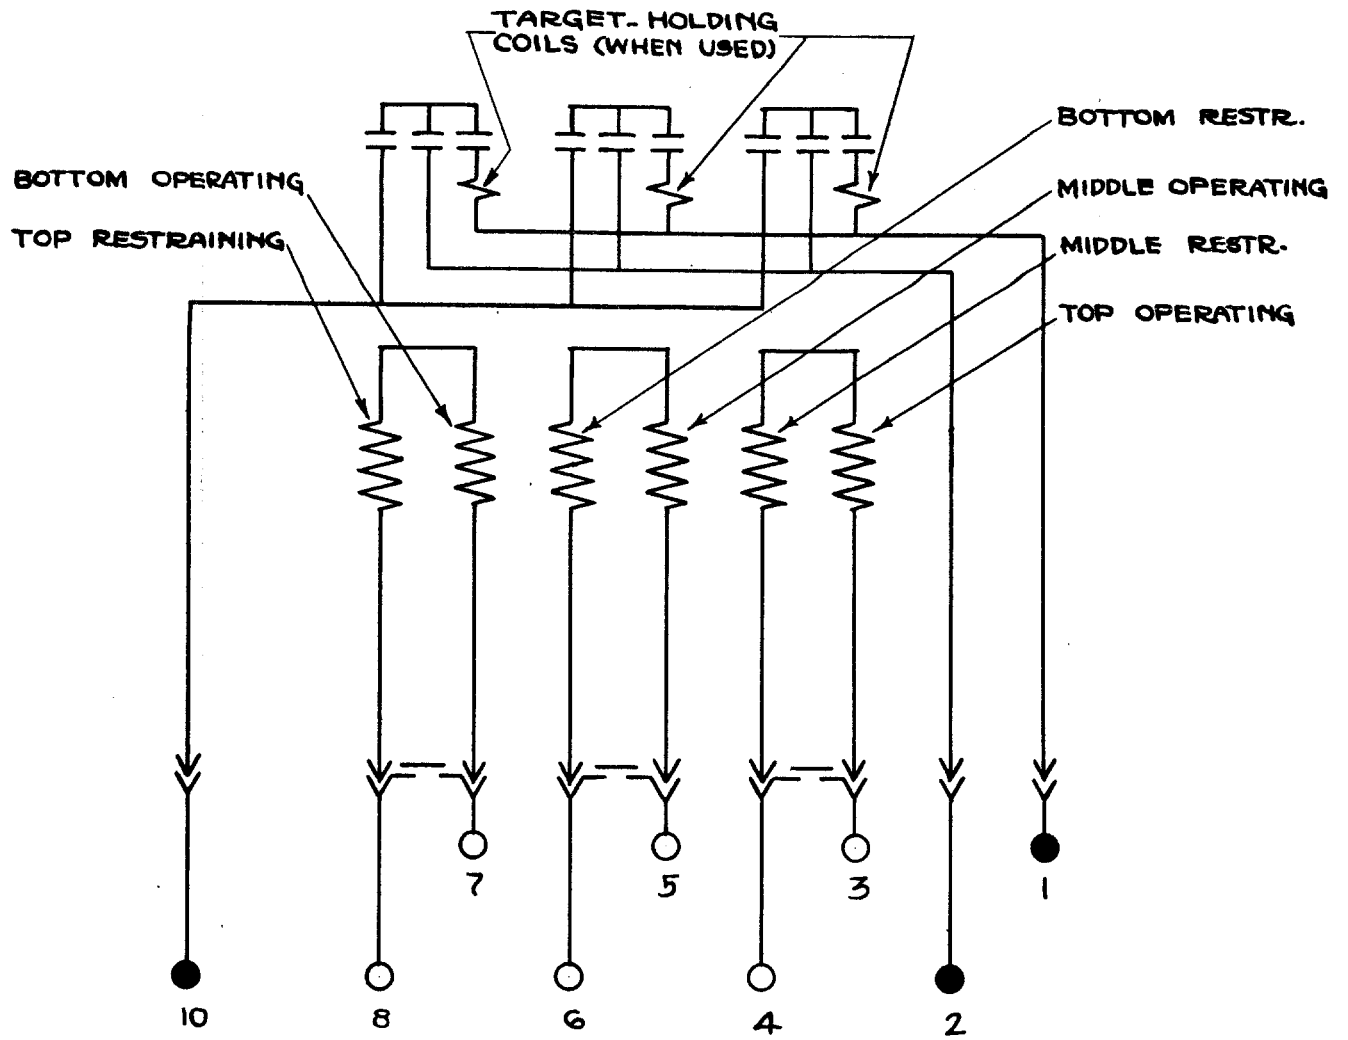 TARGET-HOLDING
COILS (WHEN USED)
BOTTOM RESTR.
BOTTOM OPERATING
MIDDLE OPERATING
TOP RESTRAINING
MIDDLE RESTR.
TOP OPERATING
7
5
3
1
10
8
6
4
2